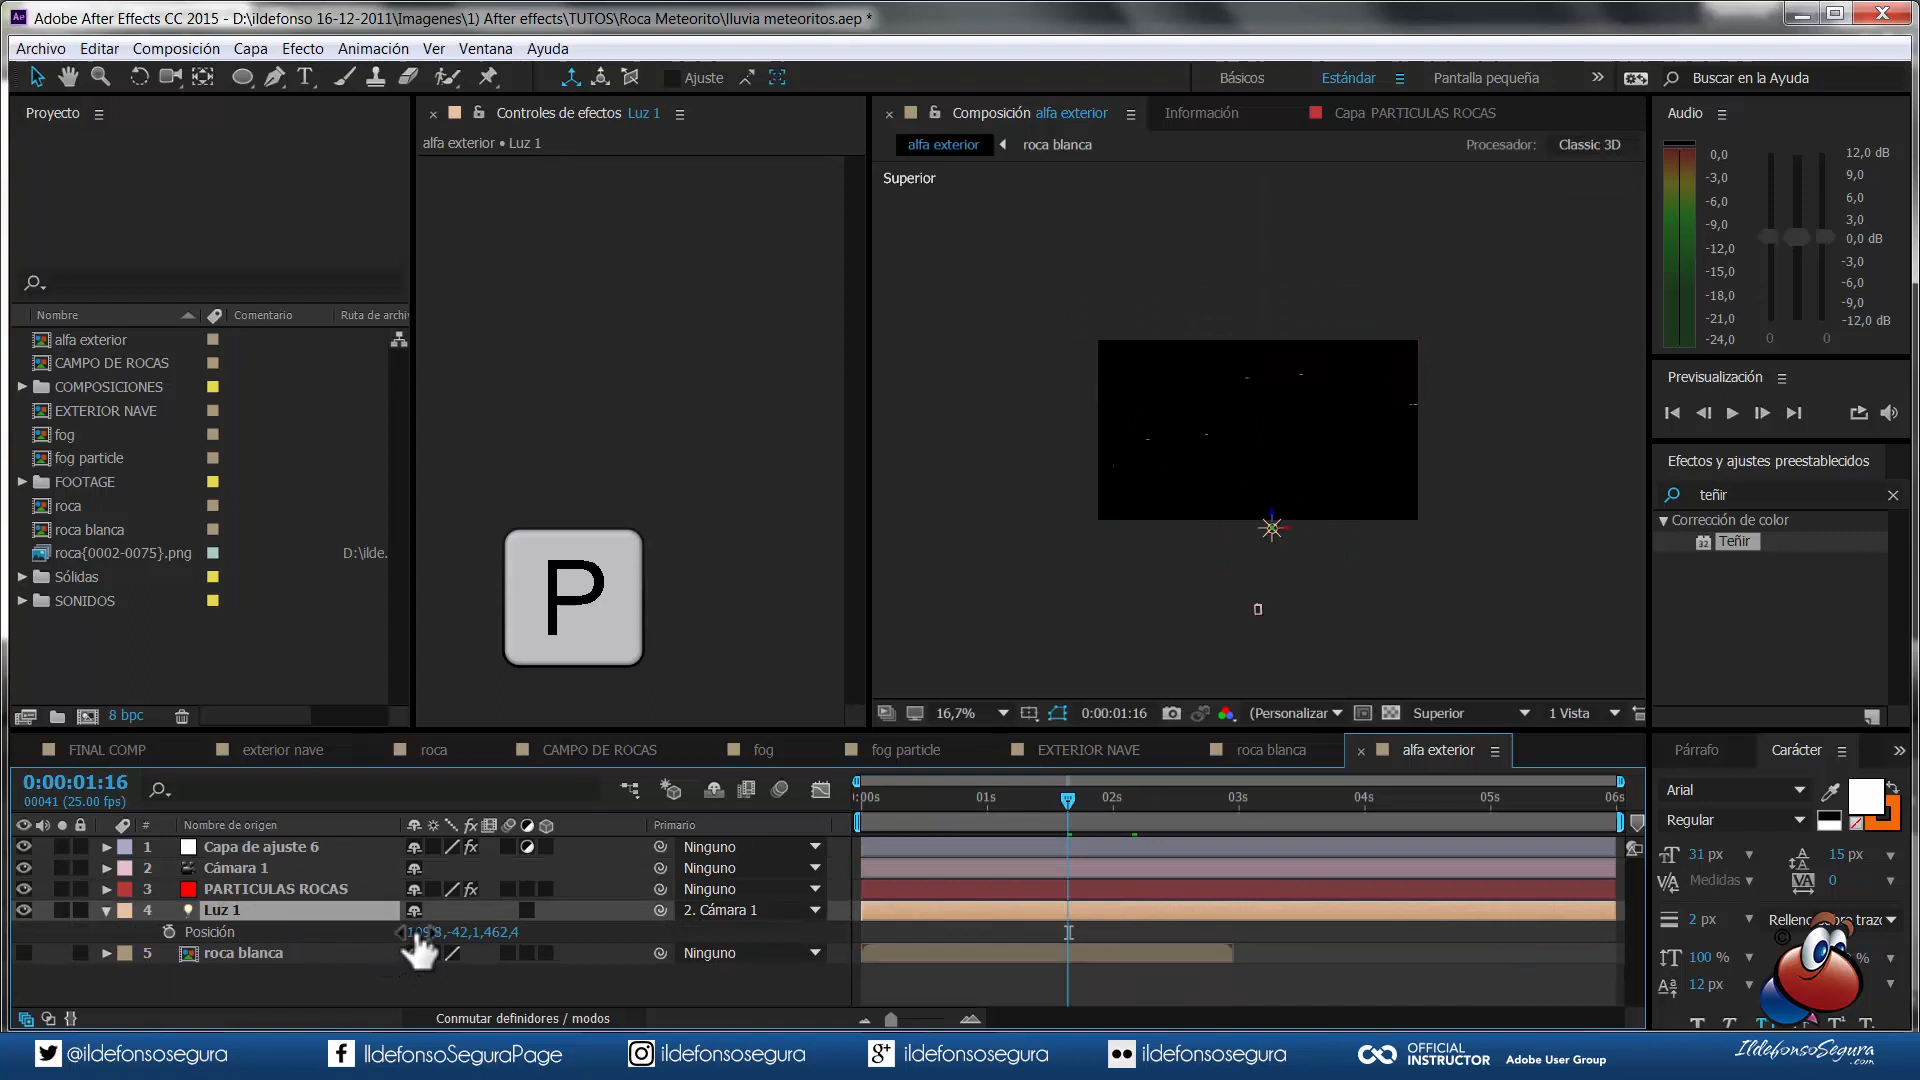 Adobe After Effects CC 2015 - D:\ildefonso 16-12-2011\Imagenes\1) After effects\TUTOS\Roca Meteorito\lluvia meteoritos.aep *
Archivo Editar Composición Capa Efecto Animación Ver Ventana Ayuda
Ajuste Básicos Estándar Pantalla pequeña Buscar en la Ayuda
Proyecto
Controles de efectos Luz 1
Composición alfa exterior Información Capa PARTICULAS ROCAS
Audio
alfa exterior • Luz 1
alfa exterior roca blanca Procesador: Classic 3D
Superior
0,0
-3,0
-6,0
-9,0
-12,0
-15,0
-18,0
-21,0
-24,0
12,0 dB
9,0
6,0
3,0
0,0 dB
-3,0
-6,0
-9,0
-12,0 dB
0 0
Nombre Comentario Ruta de archi
alfa exterior
CAMPO DE ROCAS
COMPOSICIONES
EXTERIOR NAVE
fog
fog particle
FOOTAGE
roca
roca blanca
roca{0002-0075}.png D:\ilde.
Sólidas
SONIDOS
8 bpc
P
Previsualización
Efectos y ajustes preestablecidos
teñir
Corrección de color
32 Teñir
16,7% 0:00:01:16 (Personalizar Superior 1 Vista
FINAL COMP exterior nave roca CAMPO DE ROCAS fog fog particle EXTERIOR NAVE roca blanca alfa exterior
0:00:01:16
00041 (25.00 fps)
:00s 01s 02s 03s 04s 05s 06s
# Nombre de origen fx Primario
1 Capa de ajuste 6 fx Ninguno
2 Cámara 1 Ninguno
3 PARTICULAS ROCAS fx Ninguno
4 Luz 1 2. Cámara 1
Posición ,-42,1,462,4
5 roca blanca Ninguno
Conmutar definidores / modos
Párrafo Carácter
Arial
Regular
31 px 15 px
Medidas 0
2 px Relleno sobre trazo
100 % %
12 px
@ildefonsosegura IldefonsoSeguraPage ildefonsosegura ildefonsosegura ildefonsosegura
OFFICIAL
INSTRUCTOR Adobe User Group
IldefonsoSegura
.com